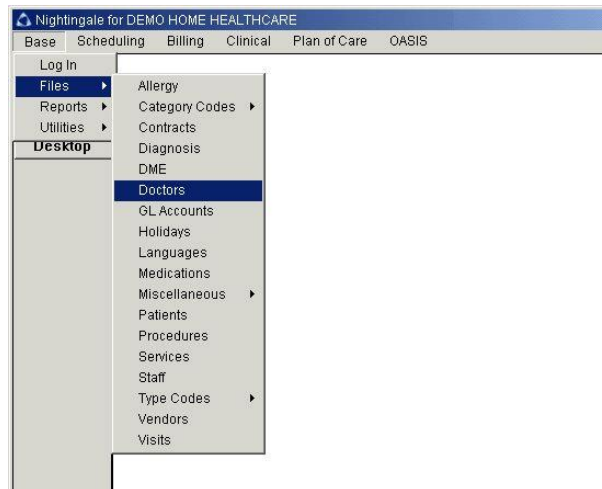 Nightingale for DEMO HOME HEALTHCARE
Base Scheduling Billing Clinical Plan of Care OASIS
Log In
Files
Reports
Utilities
Desktop
Allergy
Category Codes
Contracts
Diagnosis
DME
Doctors
GL Accounts
Holidays
Languages
Medications
Miscellaneous
Patients
Procedures
Services
Staff
Type Codes
Vendors
Visits